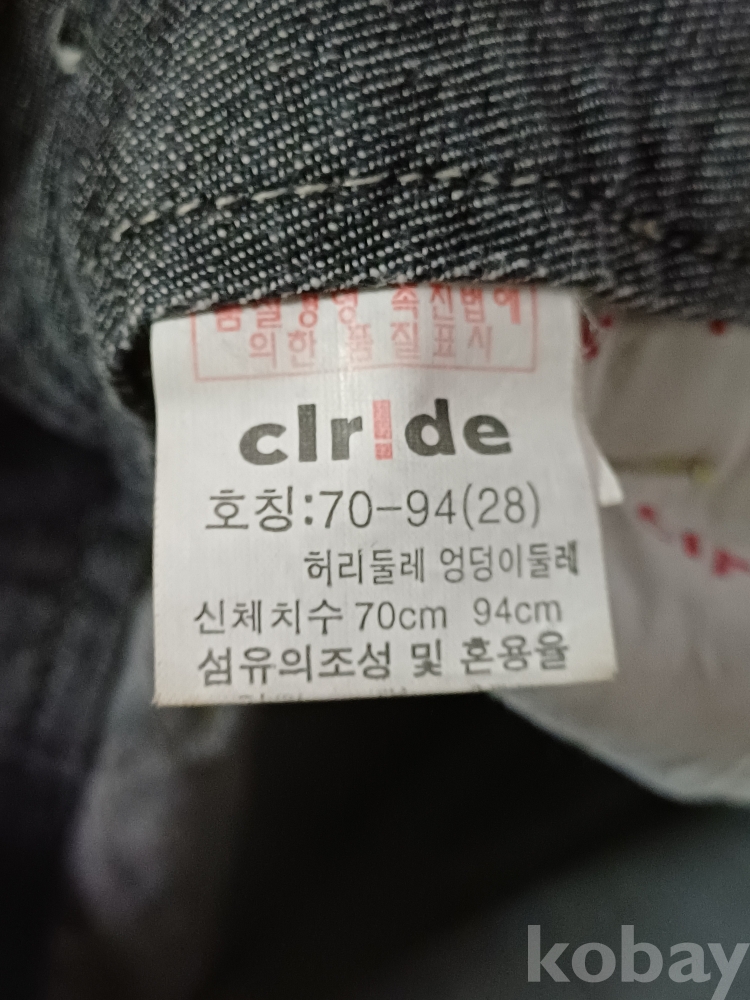 품질경영 촉진법에
의한 품질표시
clride
호칭:70-94(28)
허리둘레 엉덩이둘레
신체치수 70cm 94cm
섬유의조성 및 혼용율
kobay